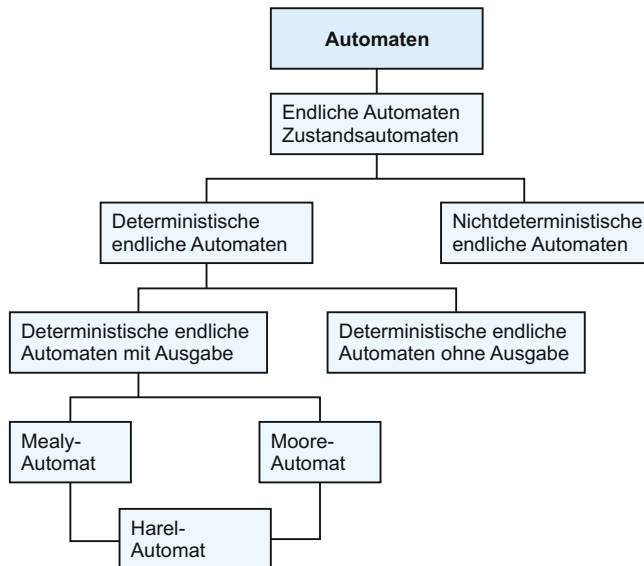 Automaten
Endliche Automaten
Zustandsautomaten
Deterministische
endliche Automaten
Nichtdeterministische
endliche Automaten
Deterministische endliche
Automaten mit Ausgabe
Deterministische endliche
Automaten ohne Ausgabe
Mealy-
Automat
Moore-
Automat
Harel-
Automat